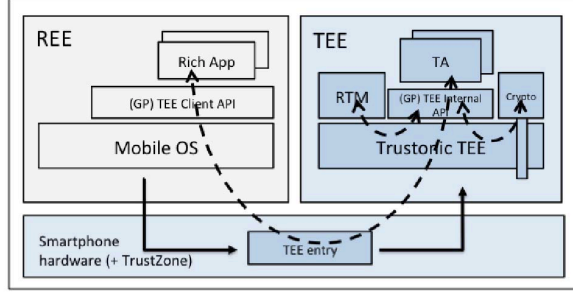 REE
Rich App
(GP) TEE Client API
Mobile OS
TEE
TA
RTM
(GP) TEE Internal
API
Crypto
Trustonic TEE
Smartphone
hardware (+ TrustZone)
TEE entry